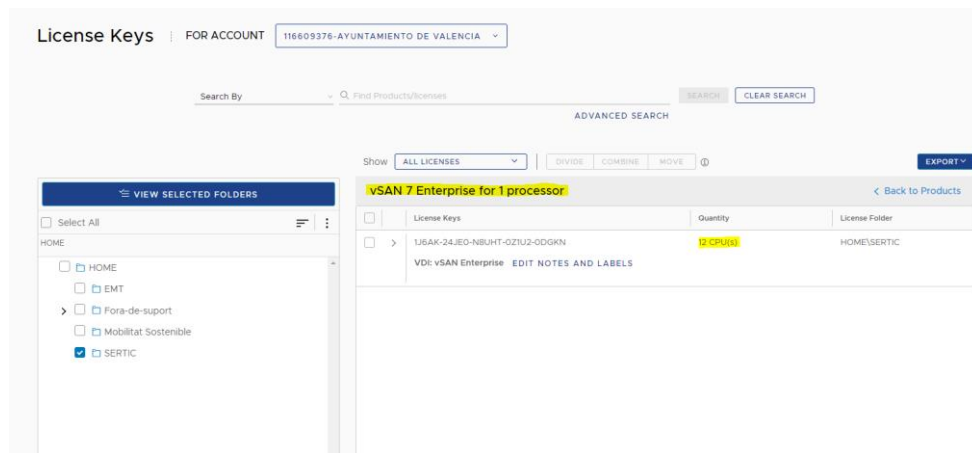 License Keys FOR ACCOUNT 116609376-AYUNTAMIENTO DE VALENCIA
Search By Find Products/licenses SEARCH CLEAR SEARCH
ADVANCED SEARCH
Show ALL LICENSES DIVIDE COMBINE MOVE EXPORT
VIEW SELECTED FOLDERS
Select All
HOME
HOME
EMT
Fora-de-suport
Mobilitat Sostenible
SERTIC
vSAN 7 Enterprise for 1 processor Back to Products
License Keys Quantity License Folder
1J6AK-24JE0-N8UHT-0Z1U2-0DGKN 12 CPU(s) HOME\SERTIC
VDI: vSAN Enterprise EDIT NOTES AND LABELS